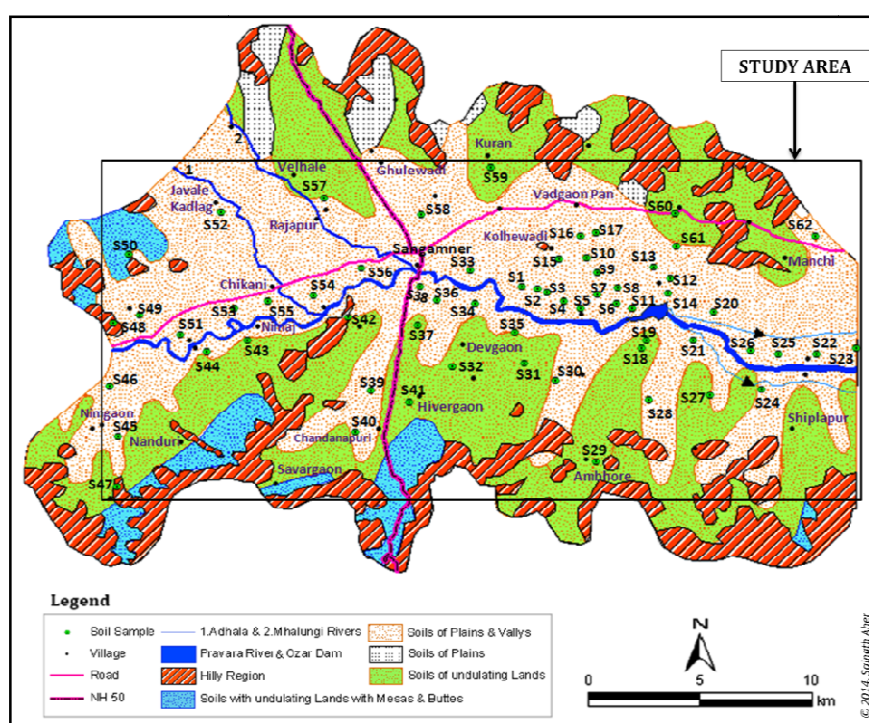 STUDY AREA
2
Kuran
Ghulewadi
1
Velhale
S59
Javale
Kadlag
S57
Vadgaon Pan
S60
S52
Rajapur
S58
S62
Kolhewadi
S16
S17
S61
S50
Sangamner
S15
S10
S13
Manchi
S33
S9
Chikani
S54
S56
S1
S12
S38
S36
S3
S7
S8
S2
S49
S53
S55
S34
S4
S5
S6
S11
S14
S20
S48
S51
Nimaj
S42
S37
S35
S19
S43
Devgaon
S18
S21
S26
S25
S22
S44
S23
S46
S39
S32
S31
S30
S41
S27
S24
Nimgaon
Hivergaon
S28
S45
Nandur
Chandanapuri
S40
Shiplapur
S29
S47
Savargaon
Ambhore
Legend
Soil Sample
1.Adhala & 2.Mhalungi Rivers
Soils of Plains & Vallys
Village
Pravara River & Ozar Dam
Soils of Plains
Road
Hilly Region
Soils of undulating Lands
NH 50
Soils with undulating Lands with Mesas & Buttes
N
0
5
10
km
© 2014, Sainath Aher